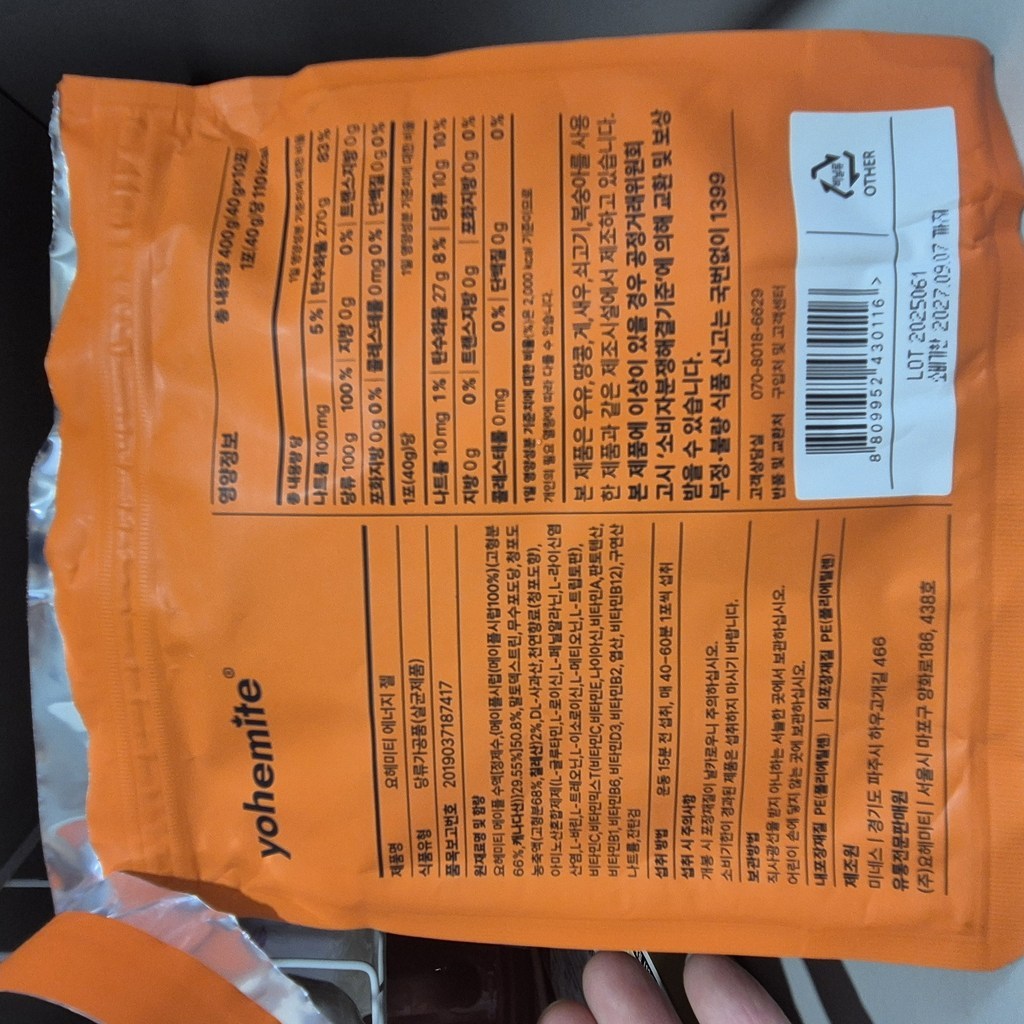 yohemite®
제품명 요헤미티 에너지 젤
식품유형 당류가공품(살균제품)
품목보고번호 2019037187417
원재료명 및 함량
요헤미티 메이플 수액[정제수,(메이플시럽(메이플시럽100%)(고형분
66%,캐나다산))29.55%]50.8%,말토덱스트린,무수포도당,청포도
농축액(고형분68%,칠레산)2%,DL-사과산,천연향료(청포도향),
아미노산혼합제제(L-글루타민,L-로이신,L-페닐알라닌,L-라이신염
산염,L-발린,L-트레오닌,L-이소로이신,L-메티오닌,L-트립토판),
비타민C,비타민믹스T(비타민C,비타민E,나이아신,비타민A,판토텐산,
비타민B1,비타민B6,비타민D3,비타민B2,엽산,비타민B12),구연산
나트륨,잔탄검
섭취 방법 운동 15분 전 섭취, 매 40~60분 1포씩 섭취
섭취 시 주의사항
개봉 시 포장재질이 날카로우니 주의하십시오.
소비기한이 경과된 제품은 섭취하지 마시기 바랍니다.
보관방법
직사광선을 받지 아니하는 서늘한 곳에서 보관하십시오.
어린이 손에 닿지 않는 곳에 보관하십시오.
내포장재질 PE(폴리에틸렌) | 외포장재질 PE(폴리에틸렌)
제조원
미네스 | 경기도 파주시 하우고개길 466
유통전문판매원
(주)요헤미티 | 서울시 마포구 양화로186, 438호
영양정보
총 내용량 400g(40g×10포)
1포(40g)당 110kcal
총 내용량 당 1일 영양성분 기준치에 대한 비율
나트륨 100mg 5% | 탄수화물 270g 83%
당류 100g 100% | 지방 0g 0% | 트랜스지방 0g
포화지방 0g 0% | 콜레스테롤 0mg 0% | 단백질 0g 0%
1포(40g)당 1일 영양성분 기준치에 대한 비율
나트륨 10mg 1% | 탄수화물 27g 8% | 당류 10g 10%
지방 0g 0% | 트랜스지방 0g | 포화지방 0g 0%
콜레스테롤 0mg 0% | 단백질 0g 0%
1일 영양성분 기준치에 대한 비율(%)은 2,000 kcal 기준이므로
개인의 필요 열량에 따라 다를 수 있습니다.
본 제품은 우유,땅콩,게,새우,쇠고기,복숭아를 사용
한 제품과 같은 제조시설에서 제조하고 있습니다.
본 제품에 이상이 있을 경우 공정거래위원회
고시 '소비자분쟁해결기준'에 의해 교환 및 보상
받을 수 있습니다.
부정·불량 식품 신고는 국번없이 1399
고객상담실 070-8018-6629
반품 및 교환처 구입처 및 고객센터
8 809952 430116 >
OTHER
LOT 2025061
소비기한 2027.09.07 까지